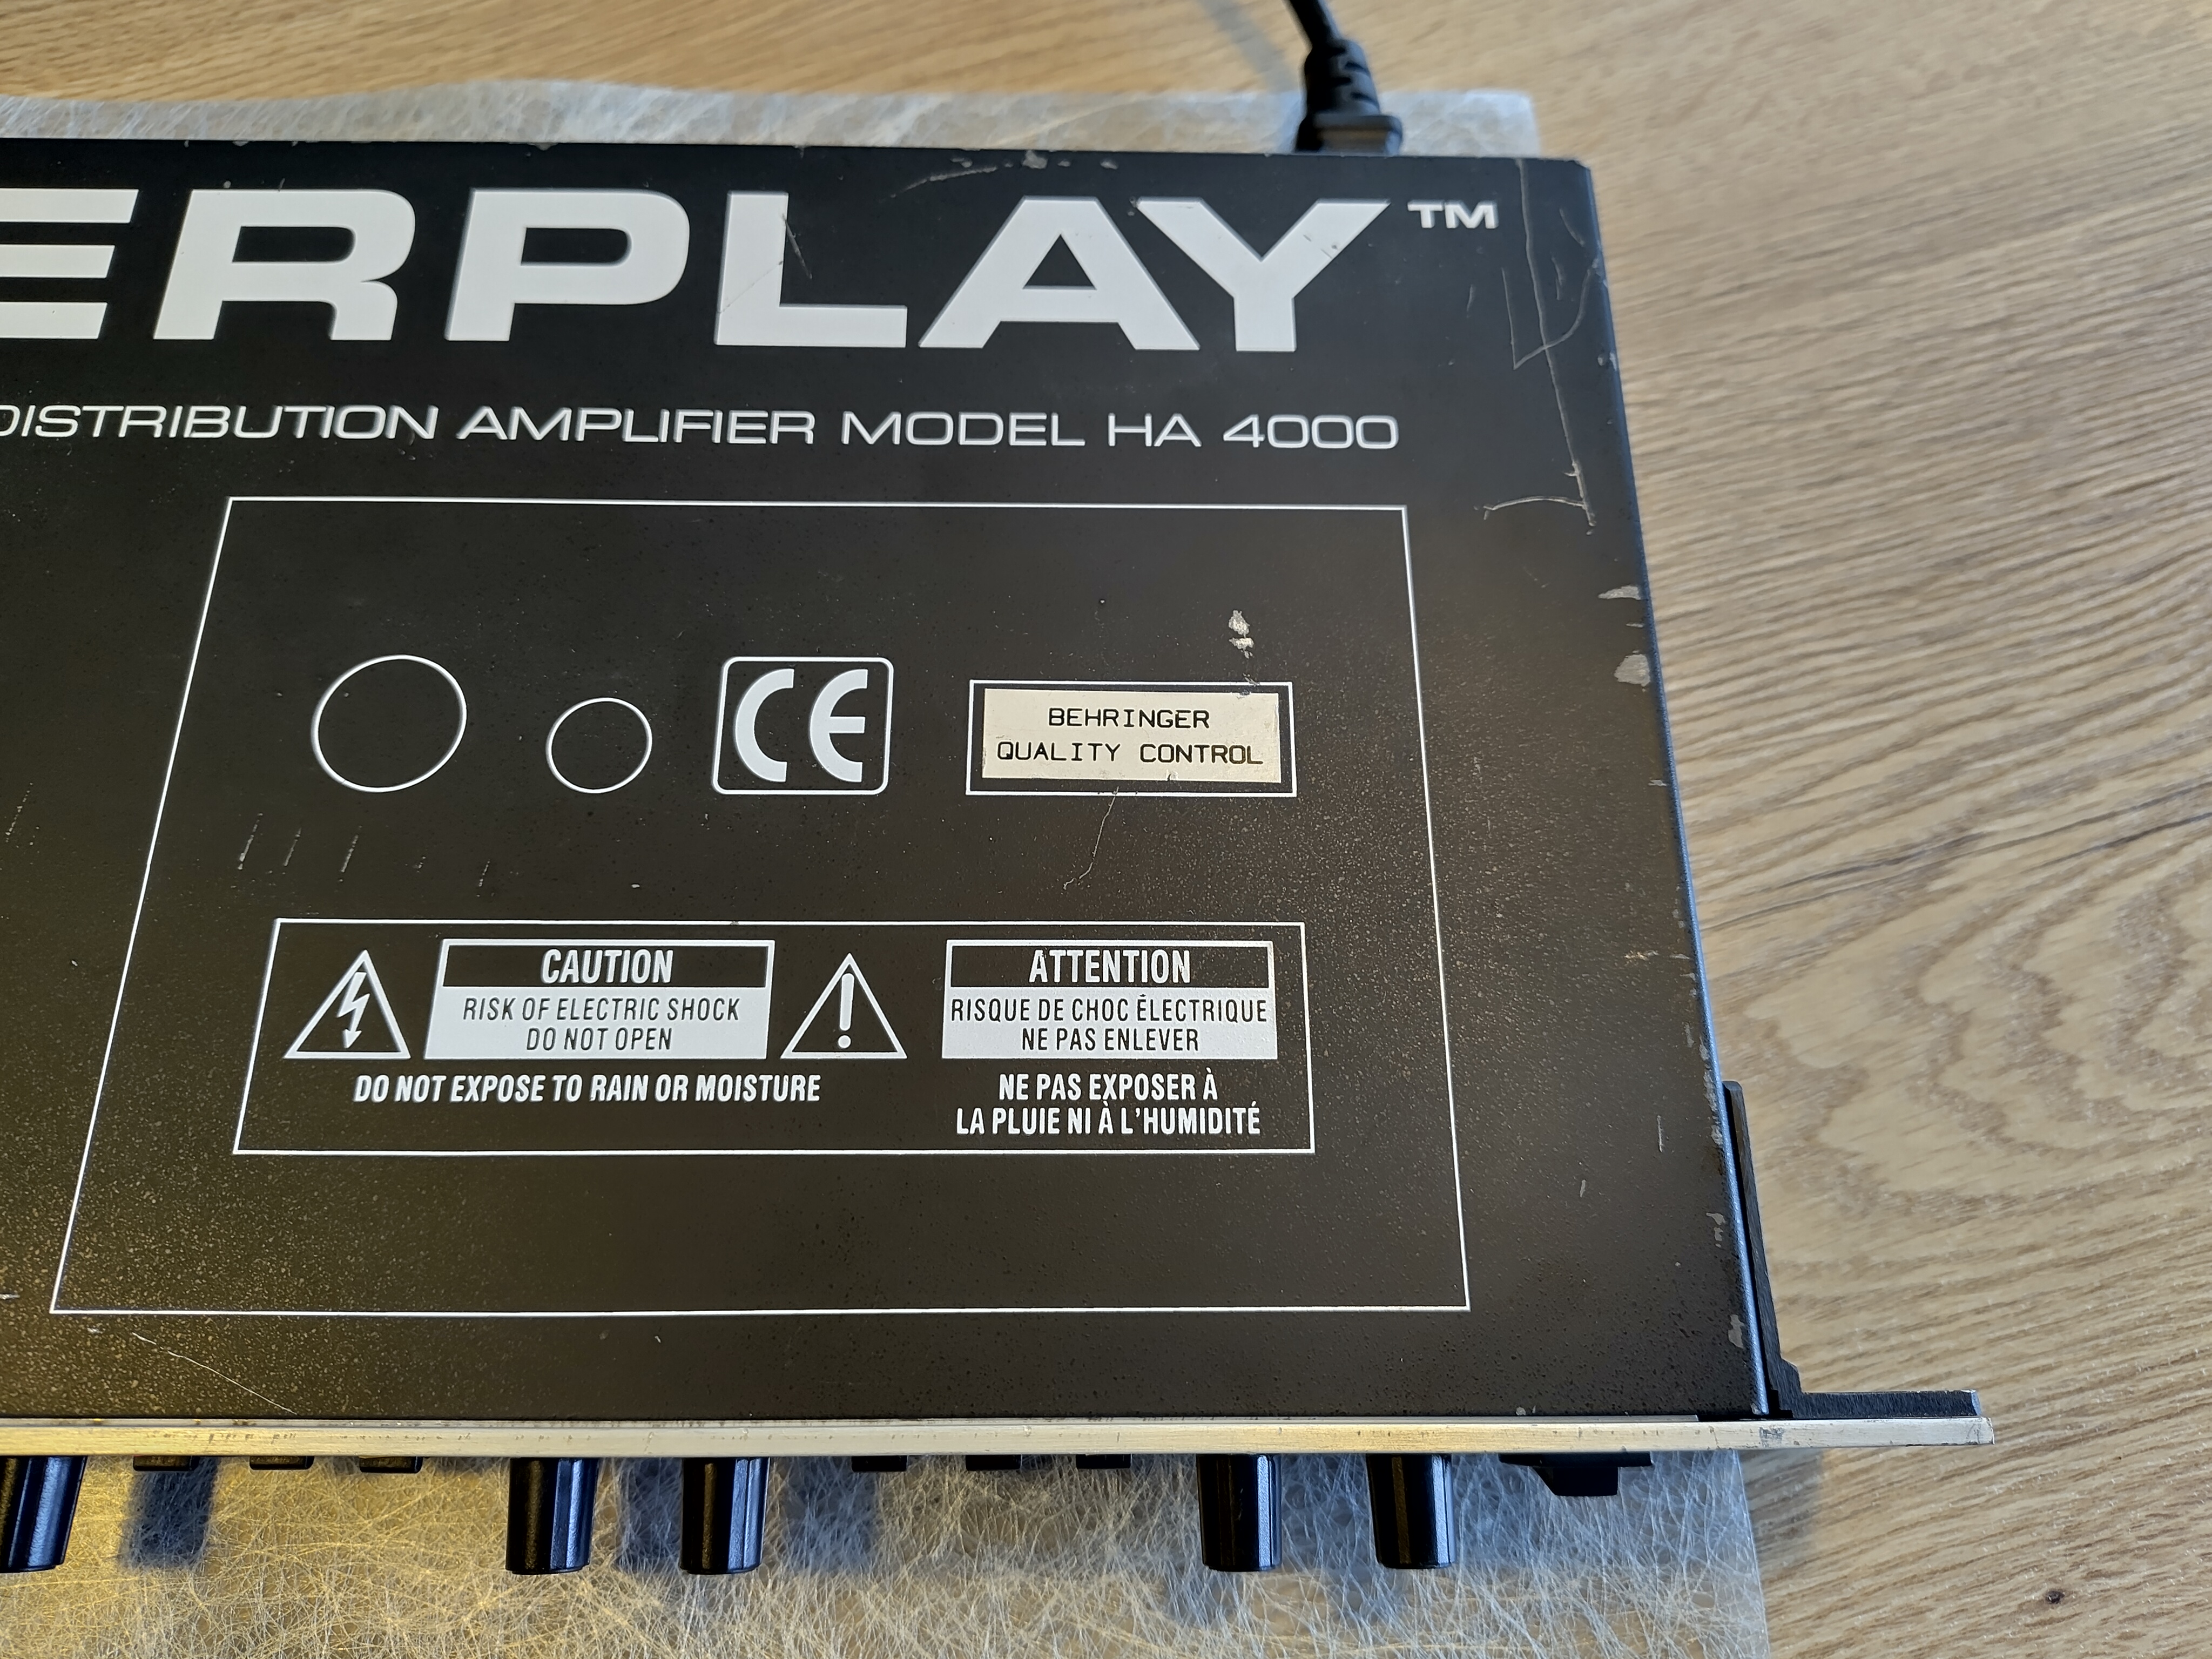 ERPLAY™
DISTRIBUTION AMPLIFIER MODEL HA 4000
CE
BEHRINGER
QUALITY CONTROL
CAUTION
RISK OF ELECTRIC SHOCK
DO NOT OPEN
DO NOT EXPOSE TO RAIN OR MOISTURE
ATTENTION
RISQUE DE CHOC ÉLECTRIQUE
NE PAS ENLEVER
NE PAS EXPOSER À
LA PLUIE NI À L'HUMIDITÉ